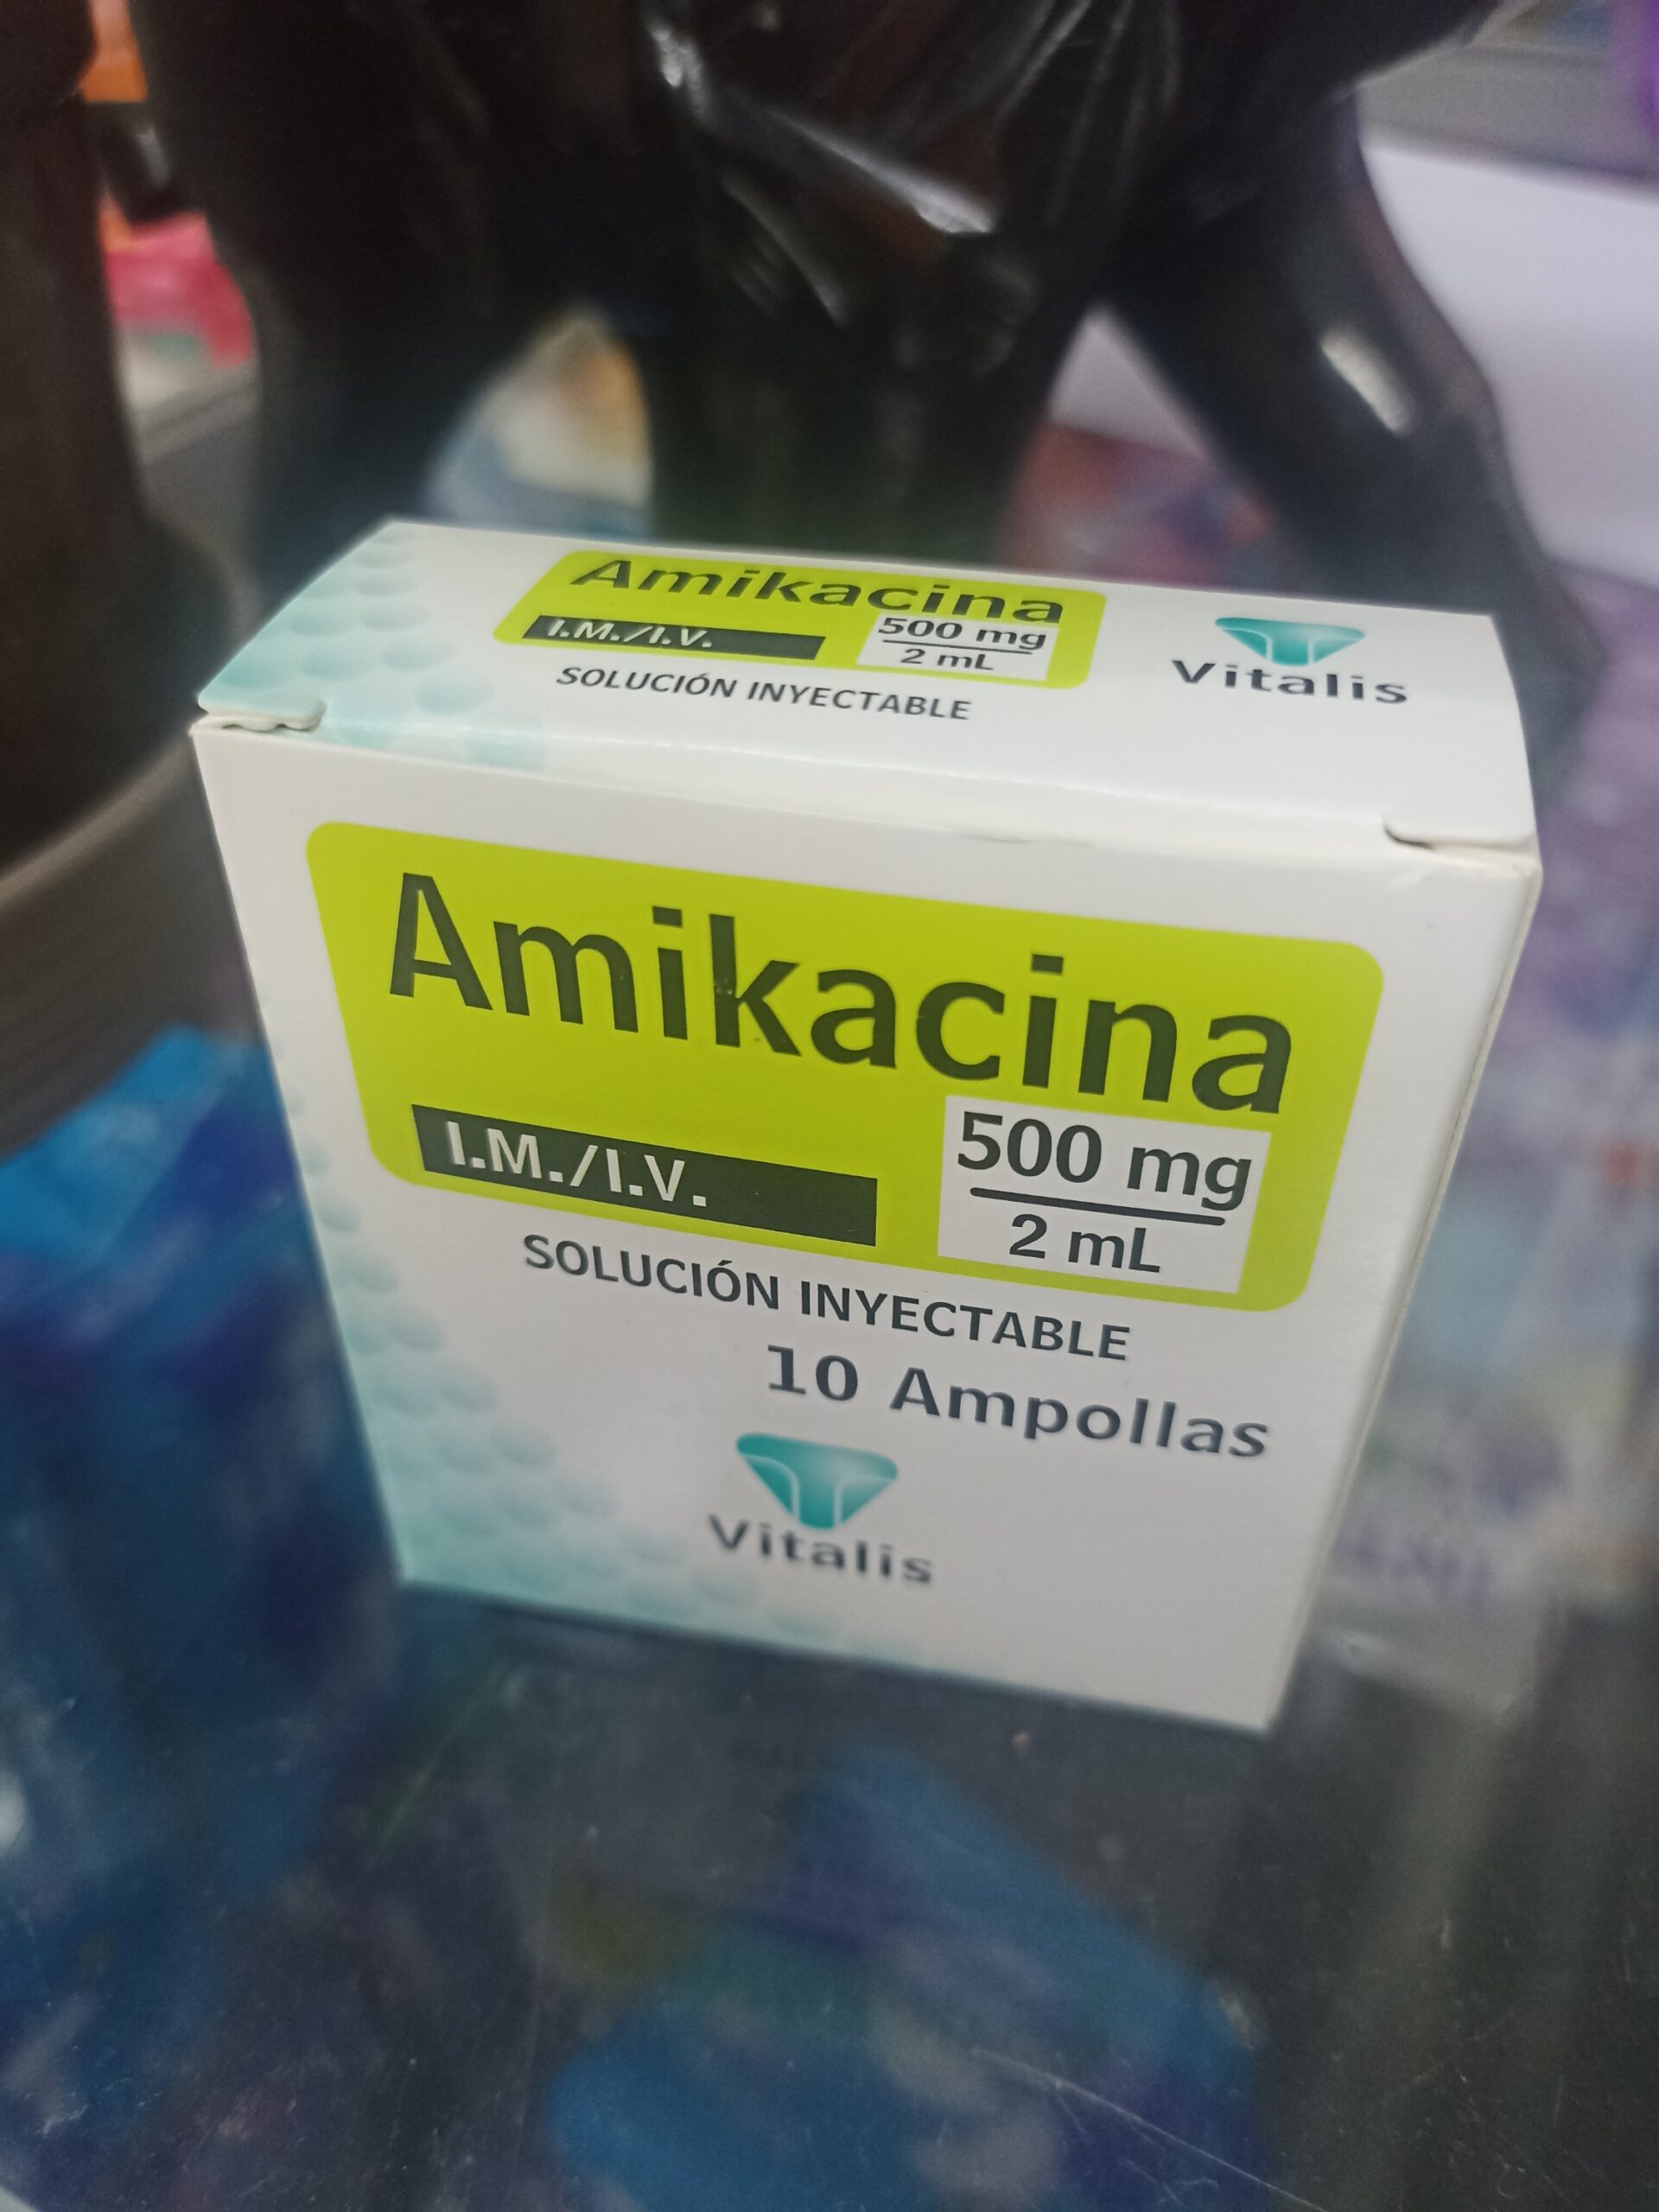 Amikacina
I.M./I.V.
500 mg
2 mL
SOLUCIÓN INYECTABLE
Vitalis
Amikacina
I.M./I.V.
500 mg
2 mL
SOLUCIÓN INYECTABLE
10 Ampollas
Vitalis